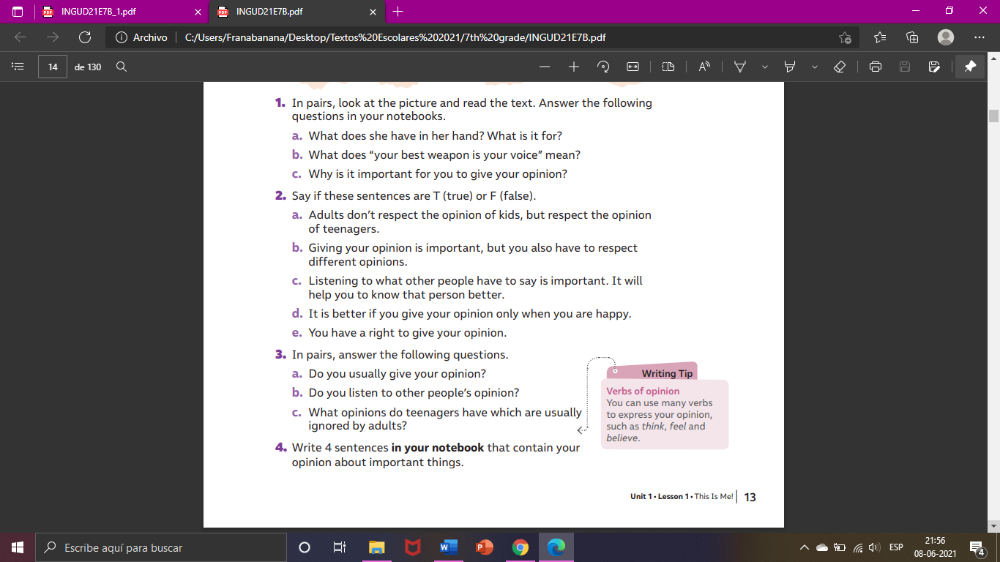 INGUD21E7B_1.pdf
INGUD21E7B.pdf
Archivo
C:/Users/Franabanana/Desktop/Textos%20Escolares%202021/7th%20grade/INGUD21E7B.pdf
14
de 130
1. In pairs, look at the picture and read the text. Answer the following
questions in your notebooks.
a. What does she have in her hand? What is it for?
b. What does “your best weapon is your voice” mean?
c. Why is it important for you to give your opinion?
2. Say if these sentences are T (true) or F (false).
a. Adults don’t respect the opinion of kids, but respect the opinion
of teenagers.
b. Giving your opinion is important, but you also have to respect
different opinions.
c. Listening to what other people have to say is important. It will
help you to know that person better.
d. It is better if you give your opinion only when you are happy.
e. You have a right to give your opinion.
3. In pairs, answer the following questions.
a. Do you usually give your opinion?
b. Do you listen to other people’s opinion?
c. What opinions do teenagers have which are usually
ignored by adults?
4. Write 4 sentences in your notebook that contain your
opinion about important things.
Writing Tip
Verbs of opinion
You can use many verbs
to express your opinion,
such as think, feel and
believe.
Unit 1 • Lesson 1 • This Is Me! 13
Escribe aquí para buscar
ESP
21:56
08-06-2021
4